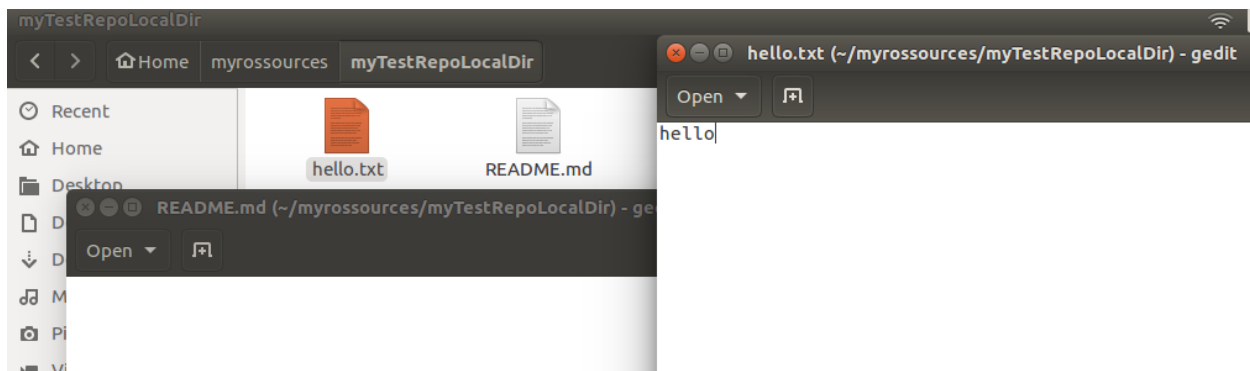 myTestRepoLocalDir
Home myrossources myTestRepoLocalDir
hello.txt (~/myrossources/myTestRepoLocalDir) - gedit
Open
hello
Recent
Home
Desktop
hello.txt README.md
README.md (~/myrossources/myTestRepoLocalDir) - ge
Open
D
D
M
Pi
Vi